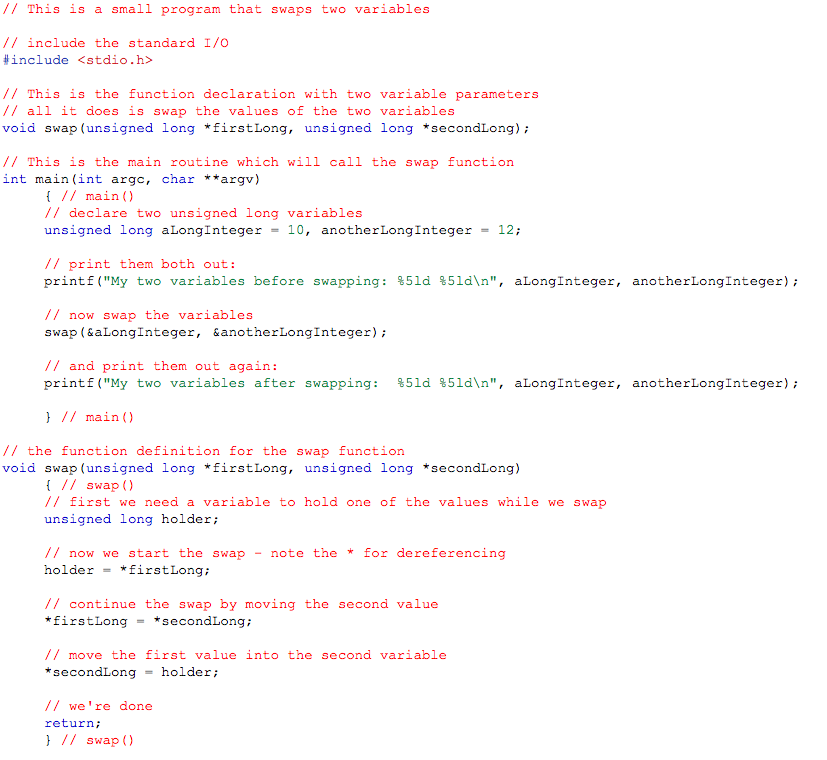 // This is a small program that swaps two variables

// include the standard I/O
#include <stdio.h>

// This is the function declaration with two variable parameters
// all it does is swap the values of the two variables
void swap(unsigned long *firstLong, unsigned long *secondLong);

// This is the main routine which will call the swap function
int main(int argc, char **argv)
     { // main()
     // declare two unsigned long variables
     unsigned long aLongInteger = 10, anotherLongInteger = 12;

     // print them both out:
     printf("My two variables before swapping: %5ld %5ld\n", aLongInteger, anotherLongInteger);

     // now swap the variables
     swap(&aLongInteger, &anotherLongInteger);

     // and print them out again:
     printf("My two variables after swapping:  %5ld %5ld\n", aLongInteger, anotherLongInteger);

     } // main()

// the function definition for the swap function
void swap(unsigned long *firstLong, unsigned long *secondLong)
     { // swap()
     // first we need a variable to hold one of the values while we swap
     unsigned long holder;

     // now we start the swap - note the * for dereferencing
     holder = *firstLong;

     // continue the swap by moving the second value
     *firstLong = *secondLong;

     // move the first value into the second variable
     *secondLong = holder;

     // we're done
     return;
     } // swap()